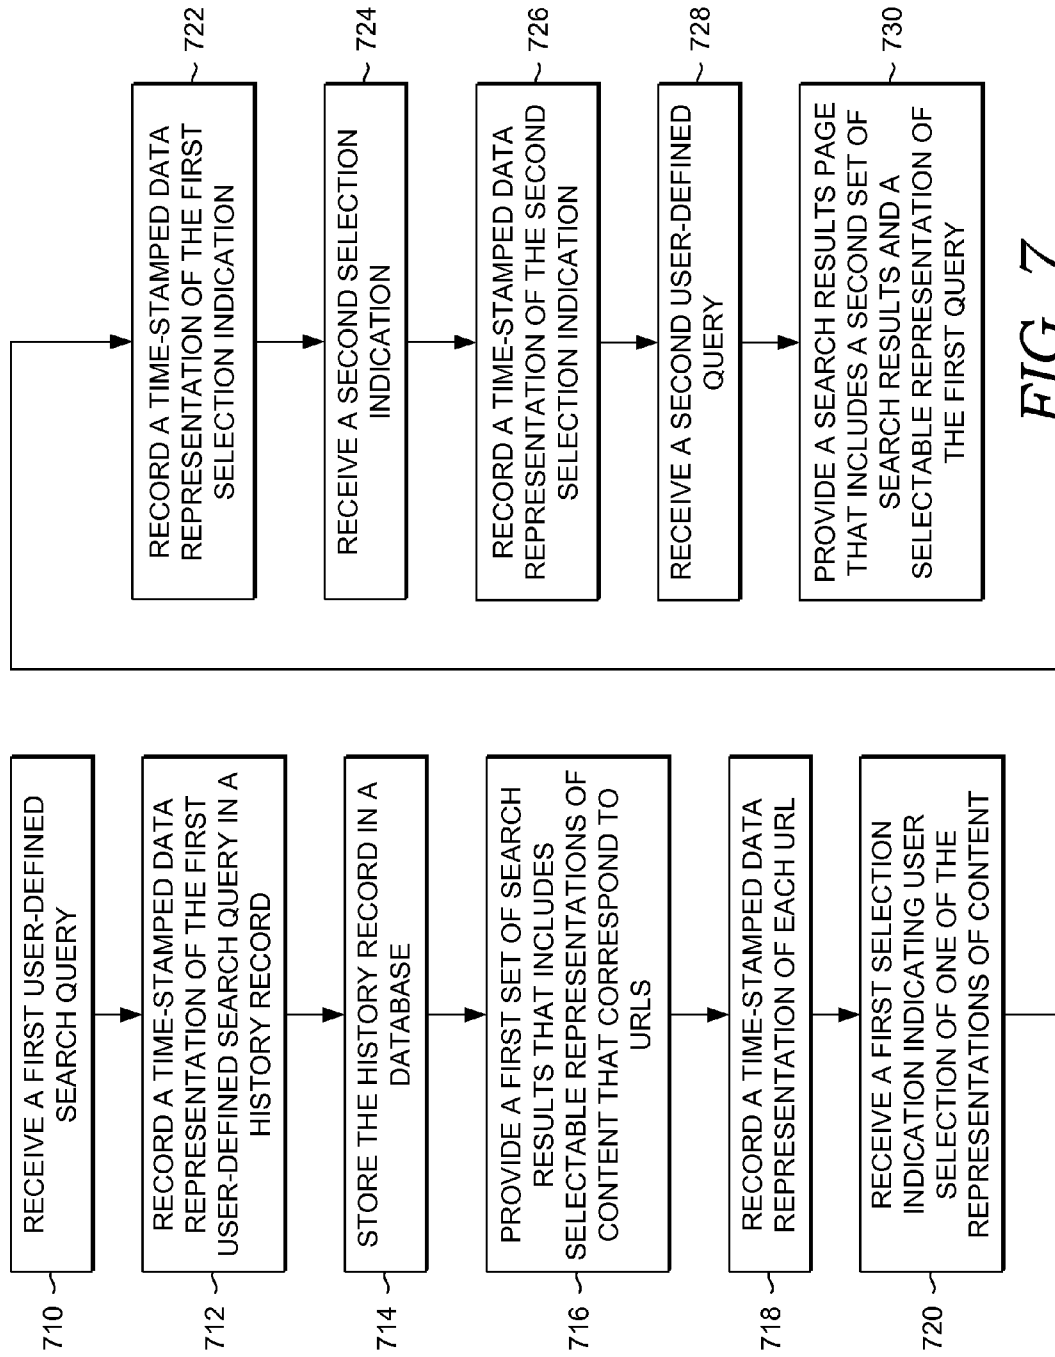 710
RECEIVE A FIRST USER-DEFINED
SEARCH QUERY
712
RECORD A TIME-STAMPED DATA
REPRESENTATION OF THE FIRST
USER-DEFINED SEARCH QUERY IN A
HISTORY RECORD
714
STORE THE HISTORY RECORD IN A
DATABASE
716
PROVIDE A FIRST SET OF SEARCH
RESULTS THAT INCLUDES
SELECTABLE REPRESENTATIONS OF
CONTENT THAT CORRESPOND TO
URLS
718
RECORD A TIME-STAMPED DATA
REPRESENTATION OF EACH URL
720
RECEIVE A FIRST SELECTION
INDICATION INDICATING USER
SELECTION OF ONE OF THE
REPRESENTATIONS OF CONTENT
722
RECORD A TIME-STAMPED DATA
REPRESENTATION OF THE FIRST
SELECTION INDICATION
724
RECEIVE A SECOND SELECTION
INDICATION
726
RECORD A TIME-STAMPED DATA
REPRESENTATION OF THE SECOND
SELECTION INDICATION
728
RECEIVE A SECOND USER-DEFINED
QUERY
730
PROVIDE A SEARCH RESULTS PAGE
THAT INCLUDES A SECOND SET OF
SEARCH RESULTS AND A
SELECTABLE REPRESENTATION OF
THE FIRST QUERY
FIG. 7